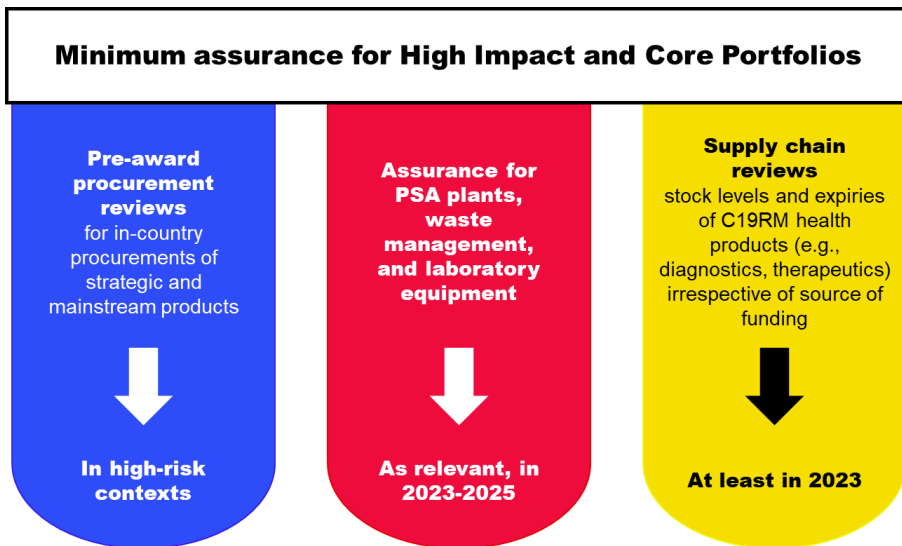 Minimum assurance for High Impact and Core Portfolios
Pre-award
procurement
reviews
for in-country
procurements of
strategic and
mainstream products
In high-risk
contexts
Assurance for
PSA plants,
waste
management,
and laboratory
equipment
As relevant, in
2023-2025
Supply chain
reviews
stock levels and expiries
of C19RM health
products (e.g.,
diagnostics, therapeutics)
irrespective of source of
funding
At least in 2023